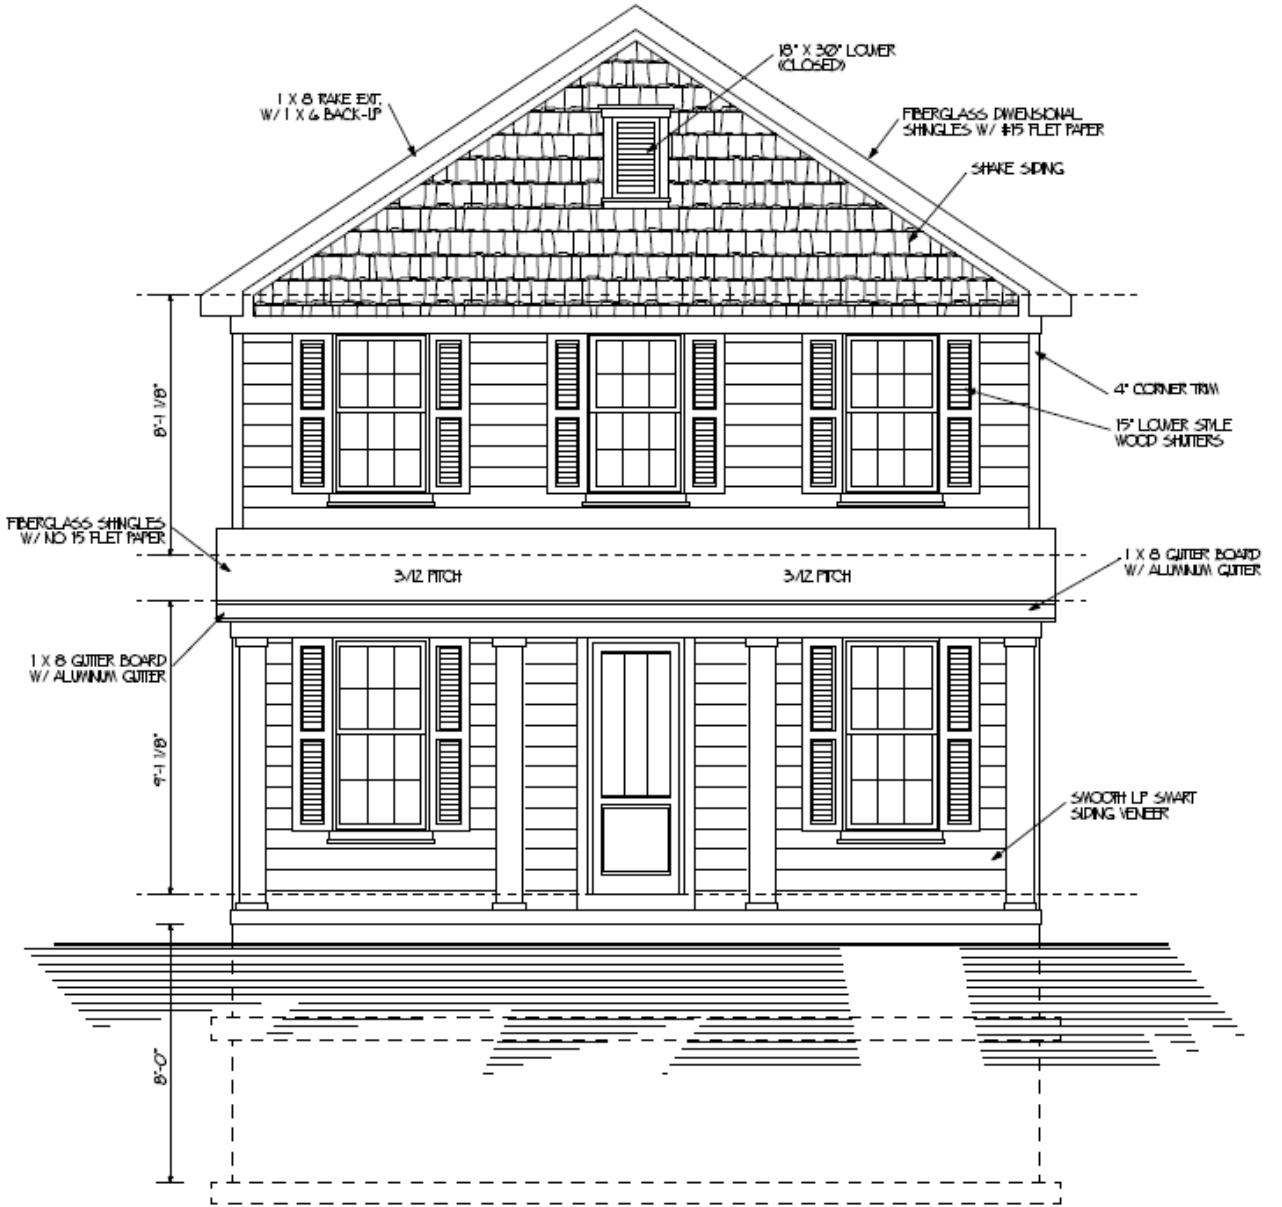 18" X 30" LOUVER
(CLOSED)
1 X 8 RAKE EXT.
W/ 1 X 6 BACK-UP
FIBERGLASS DIMENSIONAL
SHINGLES W/ #15 FLET PAPER
SHAKE SIDING
8'-1 1/8"
4" CORNER TRIM
15" LOUVER STYLE
WOOD SHUTTERS
FIBERGLASS SHINGLES
W/ NO 15 FLET PAPER
3/12 PITCH
3/12 PITCH
1 X 8 GUTTER BOARD
W/ ALUMINUM GUTTER
1 X 8 GUTTER BOARD
W/ ALUMINUM GUTTER
9'-1 1/8"
SMOOTH LP SMART
SIDING VENEER
8'-0"